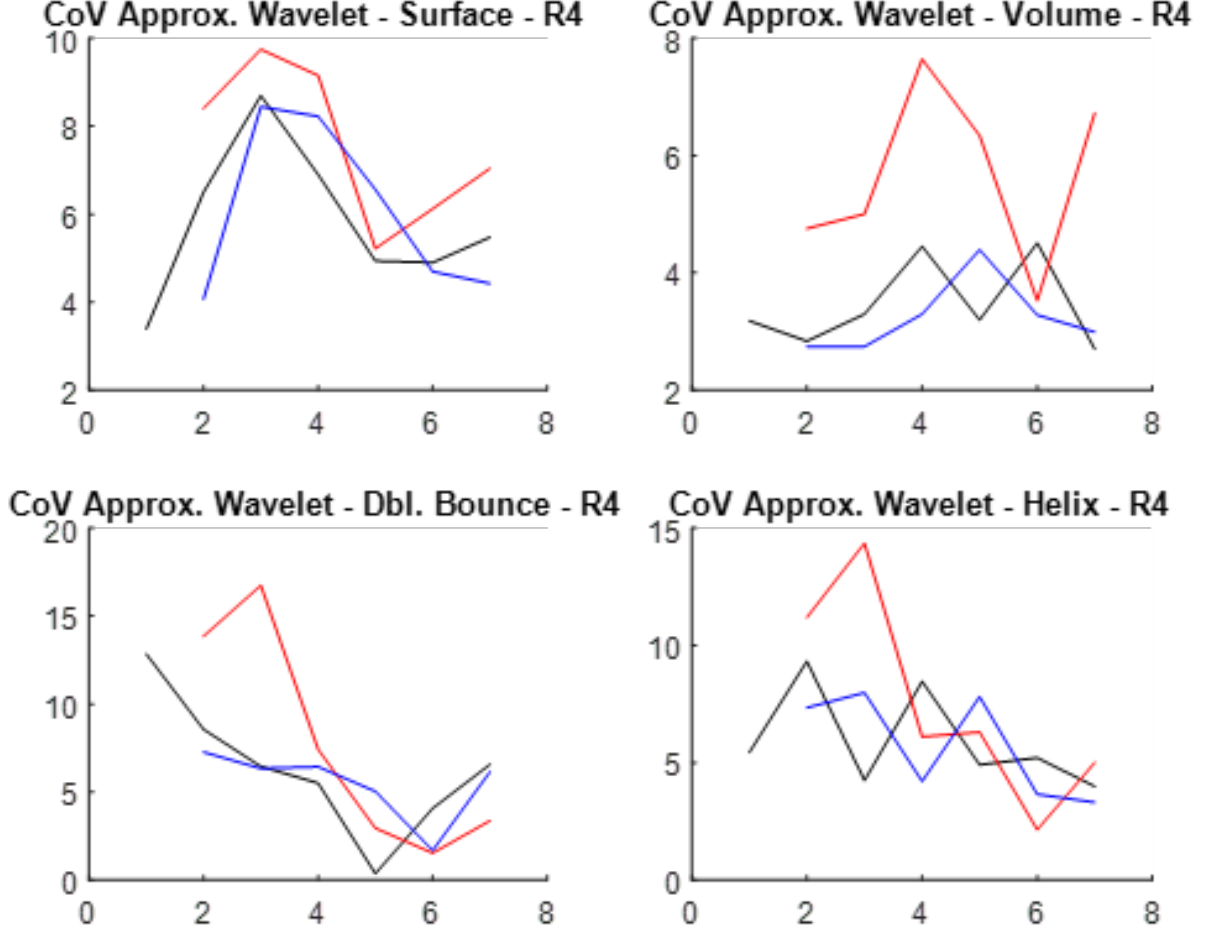 CoV Approx. Wavelet - Surface - R4
10
8
6
4
2
0 2 4 6 8
CoV Approx. Wavelet - Volume - R4
8
6
4
2
0 2 4 6 8
CoV Approx. Wavelet - Dbl. Bounce - R4
20
15
10
5
0
0 2 4 6 8
CoV Approx. Wavelet - Helix - R4
15
10
5
0
0 2 4 6 8